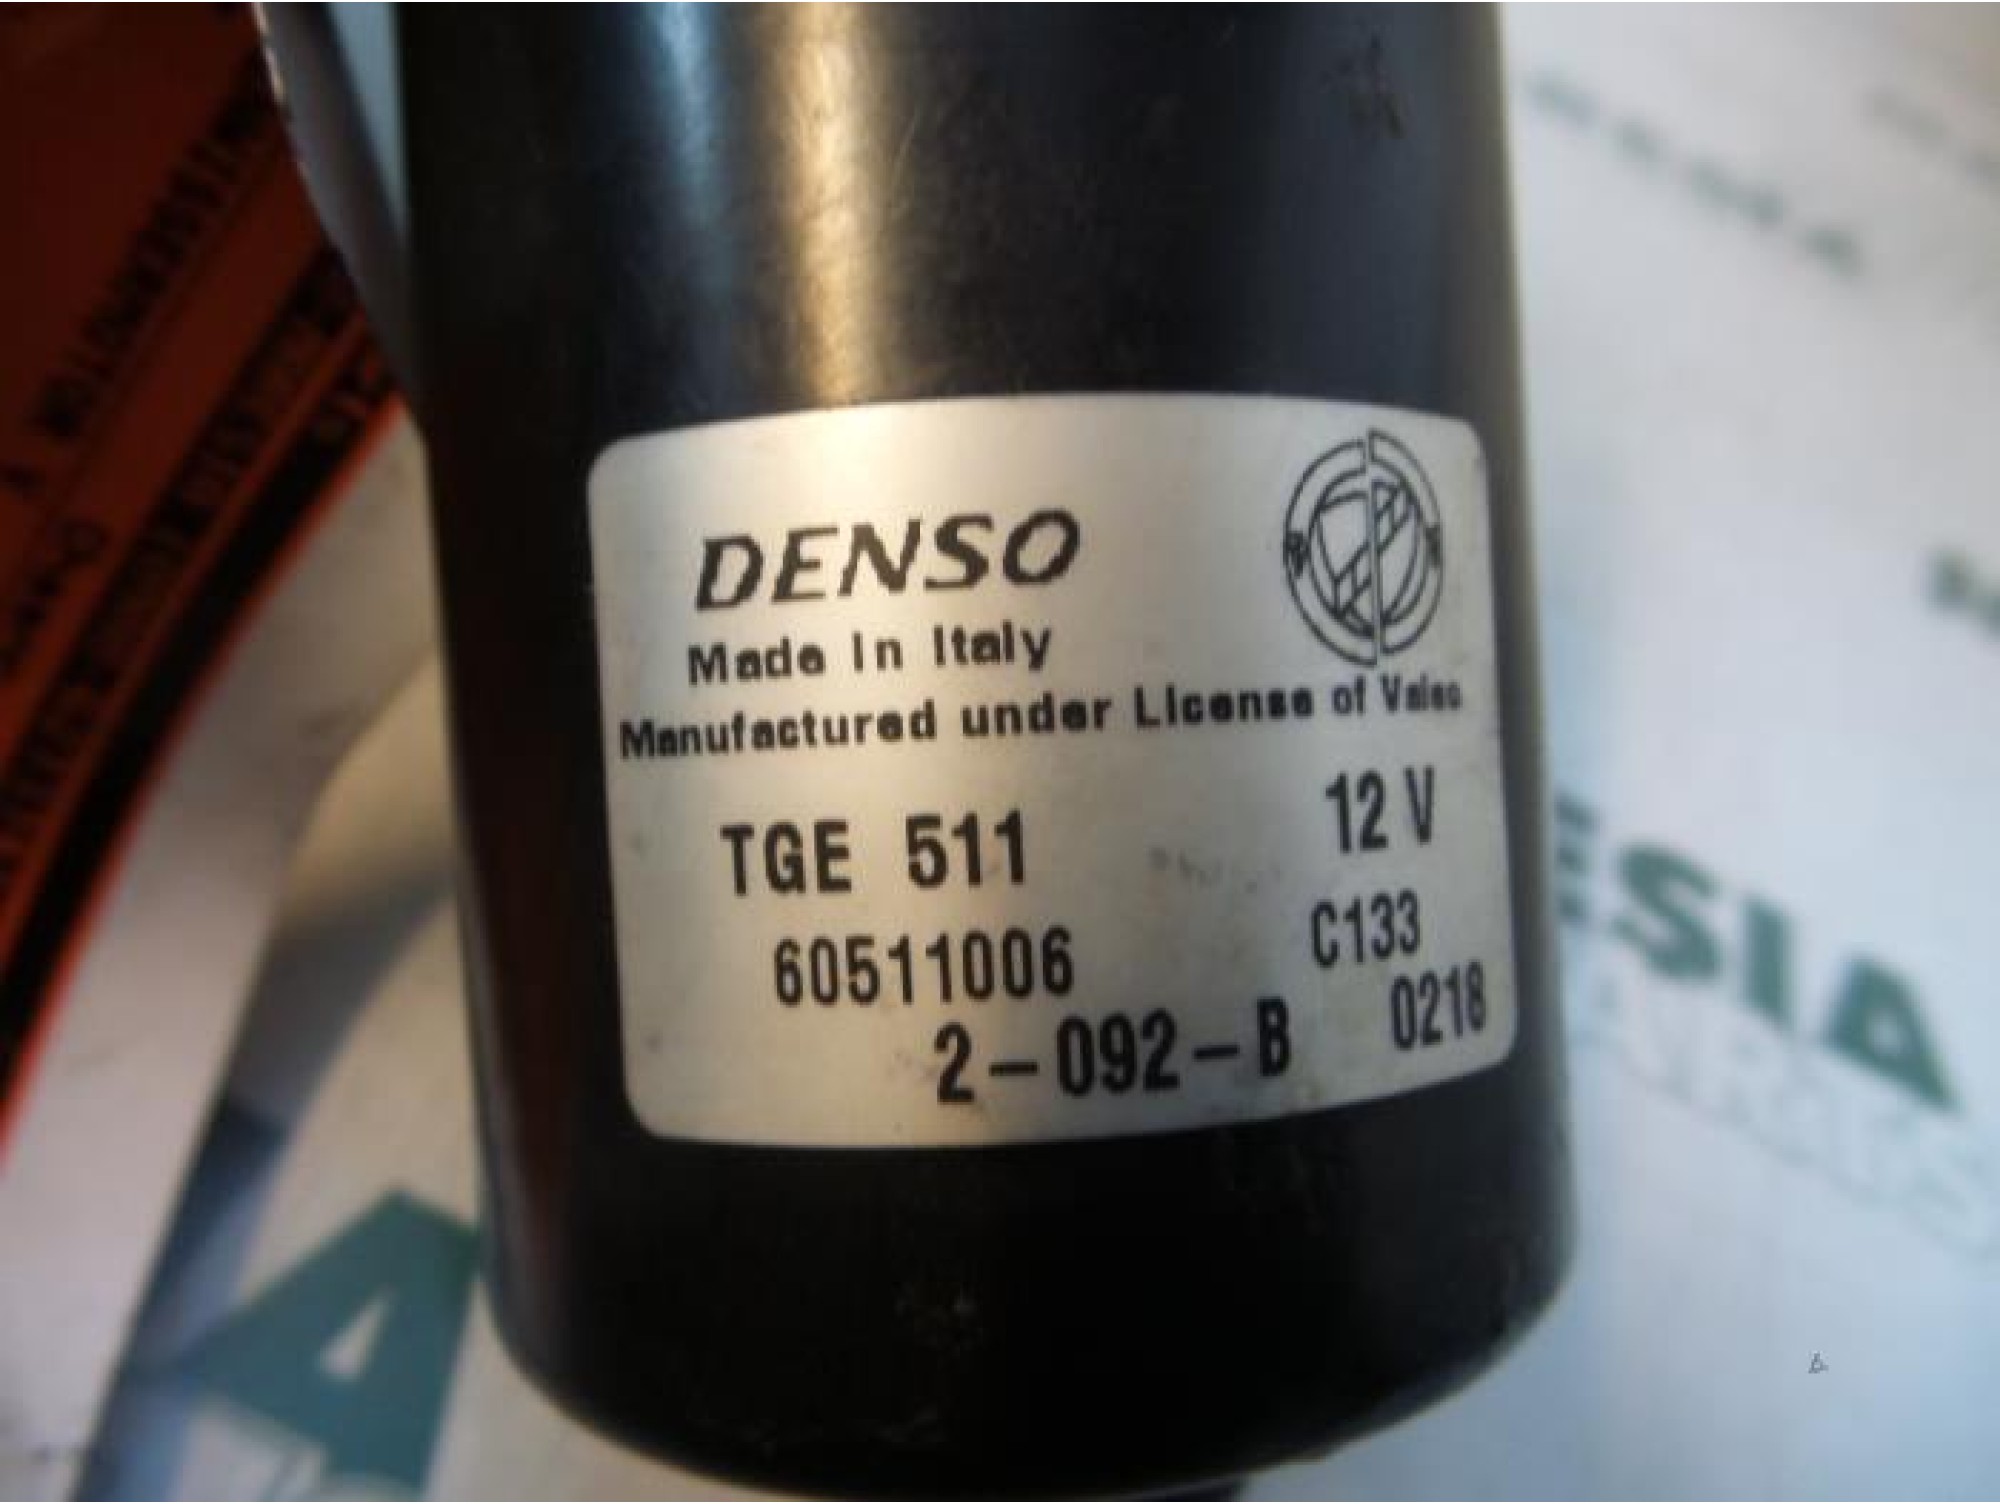 DENSO
Made in Italy
Manufactured under License of Valeo
TGE 511 12 V
60511006 C133
2-092-B 0218